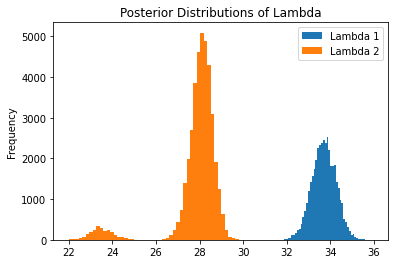 Posterior Distributions of Lambda
Lambda 1
Lambda 2
Frequency
5000
4000
3000
2000
1000
0
22 24 26 28 30 32 34 36